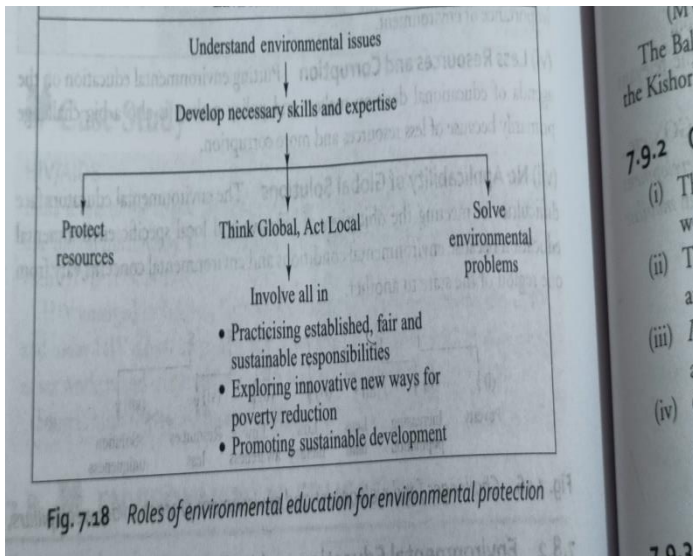 Understand environmental issues
Develop necessary skills and expertise
Protect
resources
Think Global, Act Local
Solve
environmental
problems
Involve all in
• Practicising established, fair and
sustainable responsibilities
• Exploring innovative new ways for
poverty reduction
• Promoting sustainable development
Fig. 7.18 Roles of environmental education for environmental protection
The Bal
the Kishor
7.9.2
(i) Th
(ii) T
(iii)
(iv)